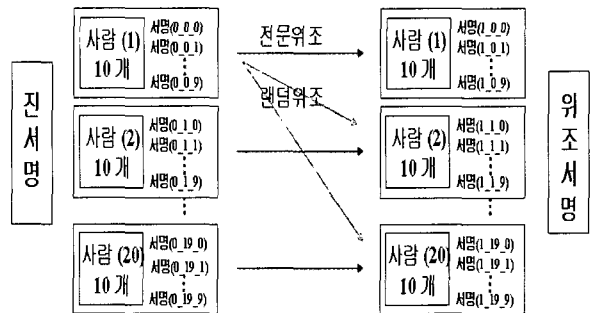 진서명
사람 (1)
10 개
서명(0_0_0)
서명(0_0_1)
서명(0_0_9)
사람 (2)
10 개
서명(0_1_0)
서명(0_1_1)
서명(0_1_9)
사람 (20)
10 개
서명(0_19_0)
서명(0_19_1)
서명(0_19_9)
전문위조
랜덤위조
사람 (1)
10 개
서명(1_0_0)
서명(1_0_1)
서명(1_0_9)
사람 (2)
10 개
서명(1_1_0)
서명(1_1_1)
서명(1_1_9)
사람 (20)
10 개
서명(1_19_0)
서명(1_19_1)
서명(1_19_9)
위조서명